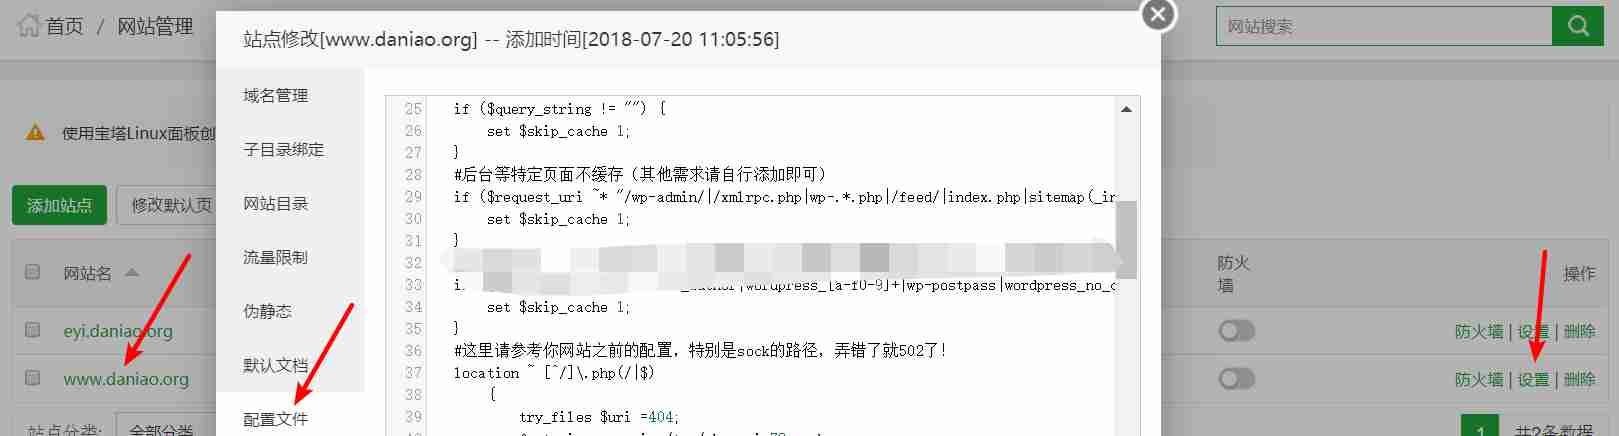 首页 / 网站管理
网站搜索
站点修改[www.daniao.org] -- 添加时间[2018-07-20 11:05:56]
使用宝塔Linux面板创
添加站点 修改默认页
网站名
防火墙
操作
eyi.daniao.org
防火墙 | 设置 | 删除
www.daniao.org
防火墙 | 设置 | 删除
站点分类: 全部分类
1 共2条数据
域名管理
子目录绑定
网站目录
流量限制
伪静态
默认文档
配置文件
25 if ($query_string != "") {
26 set $skip_cache 1;
27 }
28 #后台等特定页面不缓存（其他需求请自行添加即可）
29 if ($request_uri ~* "/wp-admin/|/xmlrpc.php|wp-.*.php|/feed/|index.php|sitemap(_in
30 set $skip_cache 1;
31 }
32
33 _author|wordpress_[a-f0-9]+|wp-postpass|wordpress_no_
34 set $skip_cache 1;
35 }
36 #这里请参考你网站之前的配置，特别是sock的路径，弄错了就502了！
37 location ~ [^/]\.php(/|$)
38 {
39 try_files $uri =404;